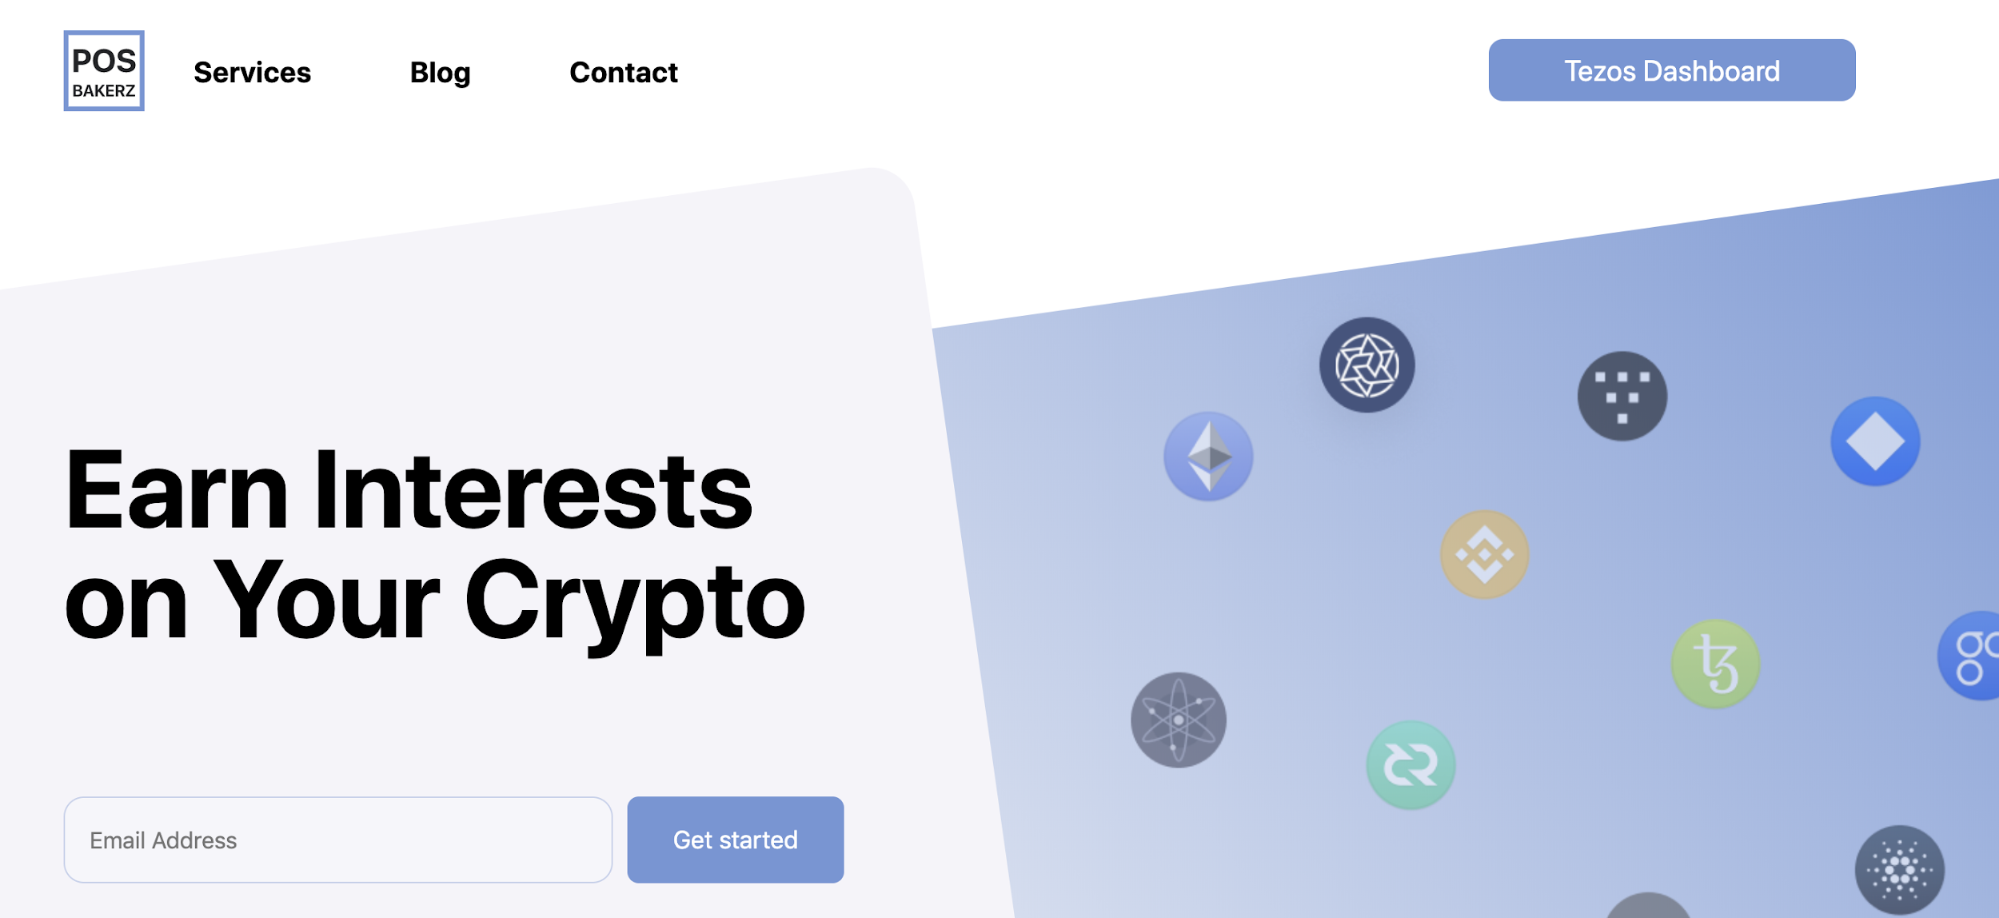 POS
BAKERZ
Services
Blog
Contact
Tezos Dashboard
Earn Interests
on Your Crypto
Email Address
Get started